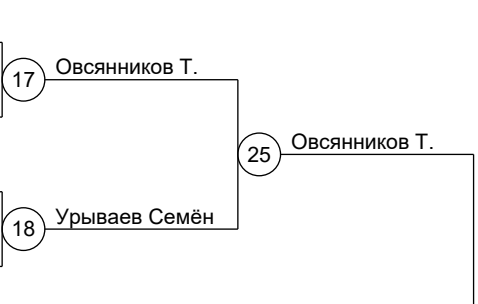 Овсянников Т.
17
Овсянников Т.
25
Урываев Семён
18